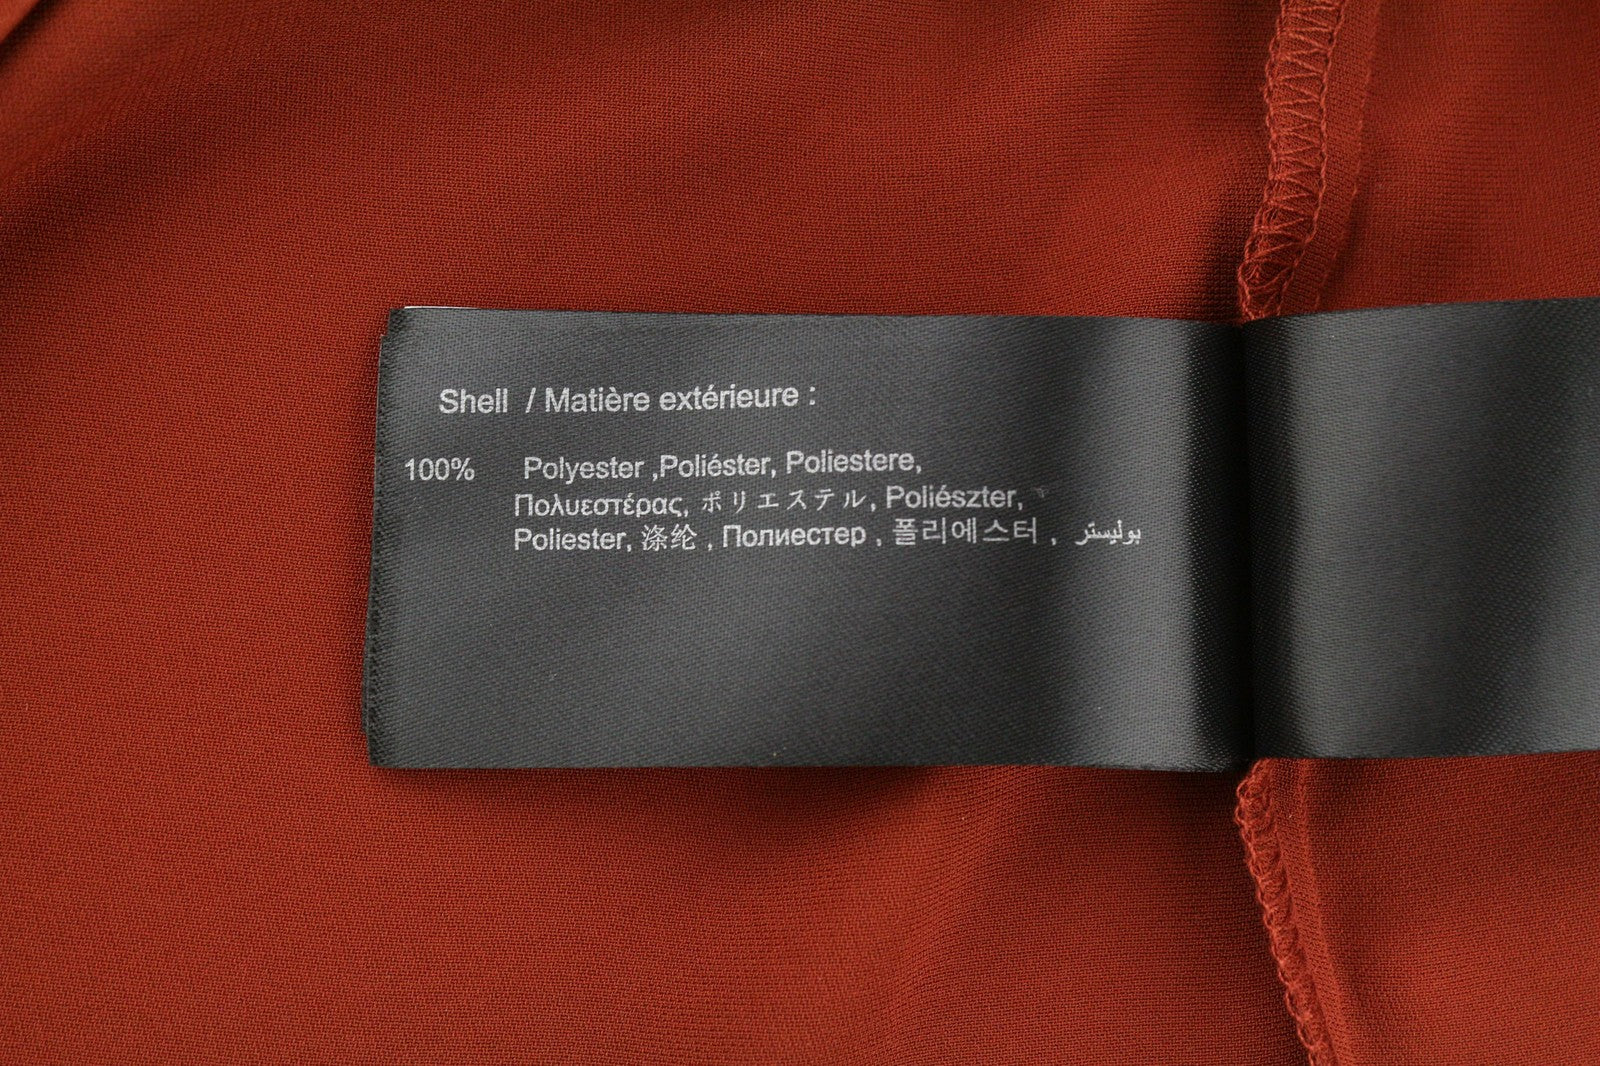 Shell / Matière extérieure :
100% Polyester ,Poliéster, Poliestere,
Πολυεστέρας, ポリエステル, Poliészter,
Poliester, 涤纶 , Полиестер , 폴리에스터 , بوليستر